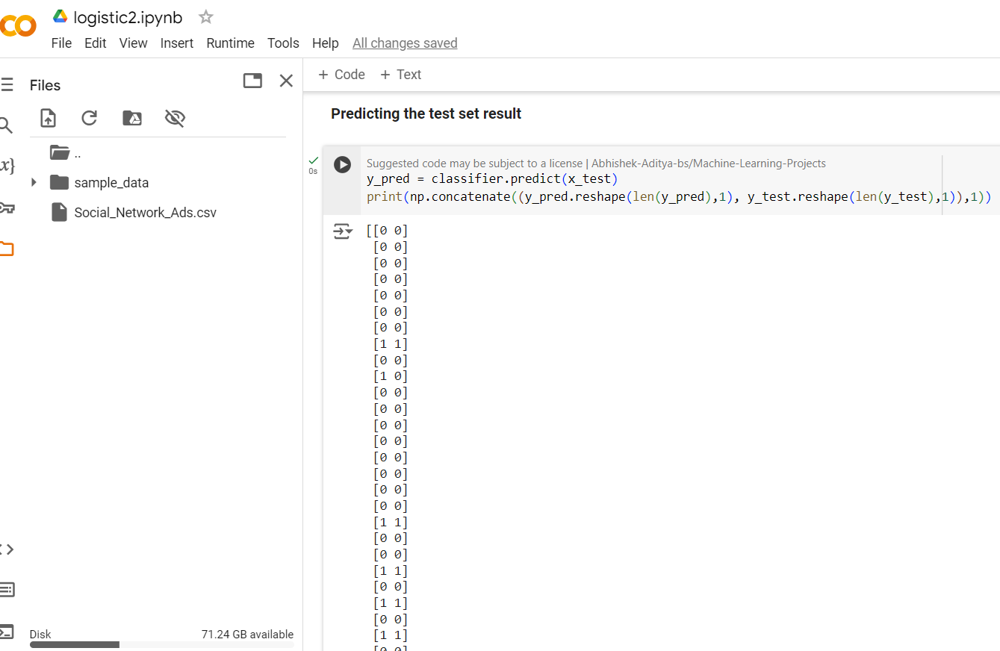 logistic2.ipynb
File Edit View Insert Runtime Tools Help All changes saved
Files
+ Code + Text
..
sample_data
Social_Network_Ads.csv
Disk 71.24 GB available
Predicting the test set result
0s
Suggested code may be subject to a license | Abhishek-Aditya-bs/Machine-Learning-Projects
y_pred = classifier.predict(x_test)
print(np.concatenate((y_pred.reshape(len(y_pred),1), y_test.reshape(len(y_test),1)),1))
[[0 0]
[0 0]
[0 0]
[0 0]
[0 0]
[0 0]
[0 0]
[1 1]
[0 0]
[1 0]
[0 0]
[0 0]
[0 0]
[0 0]
[0 0]
[0 0]
[0 0]
[0 0]
[1 1]
[0 0]
[0 0]
[1 1]
[0 0]
[1 1]
[0 0]
[1 1]
[0 0]